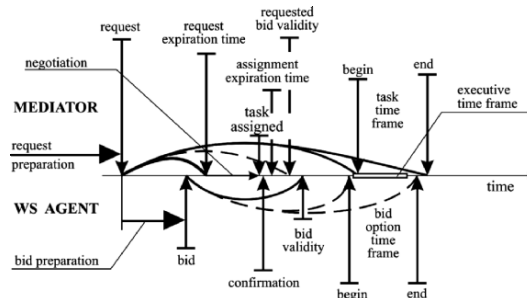 requested
bid validity
request
request
expiration time
assignment
expiration time
begin
end
negotiation
executive
time frame
task
time
frame
MEDIATOR
task
assigned
request
preparation
time
WS AGENT
bid
option
time
frame
bid preparation
bid
bid
validity
confirmation
begin
end